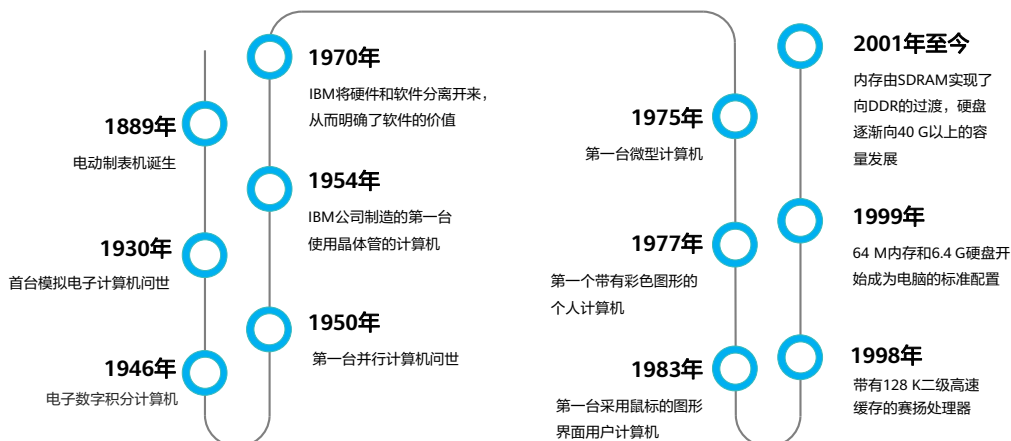 1889年
电动制表机诞生
1930年
首台模拟电子计算机问世
1946年
电子数字积分计算机
1950年
第一台并行计算机问世
1954年
IBM公司制造的第一台
使用晶体管的计算机
1970年
IBM将硬件和软件分离开来，
从而明确了软件的价值
1975年
第一台微型计算机
1977年
第一个带有彩色图形的
个人计算机
1983年
第一台采用鼠标的图形
界面用户计算机
1998年
带有128 K二级高速
缓存的赛扬处理器
1999年
64 M内存和6.4 G硬盘开
始成为电脑的标准配置
2001年至今
内存由SDRAM实现了
向DDR的过渡，硬盘
逐渐向40 G以上的容
量发展